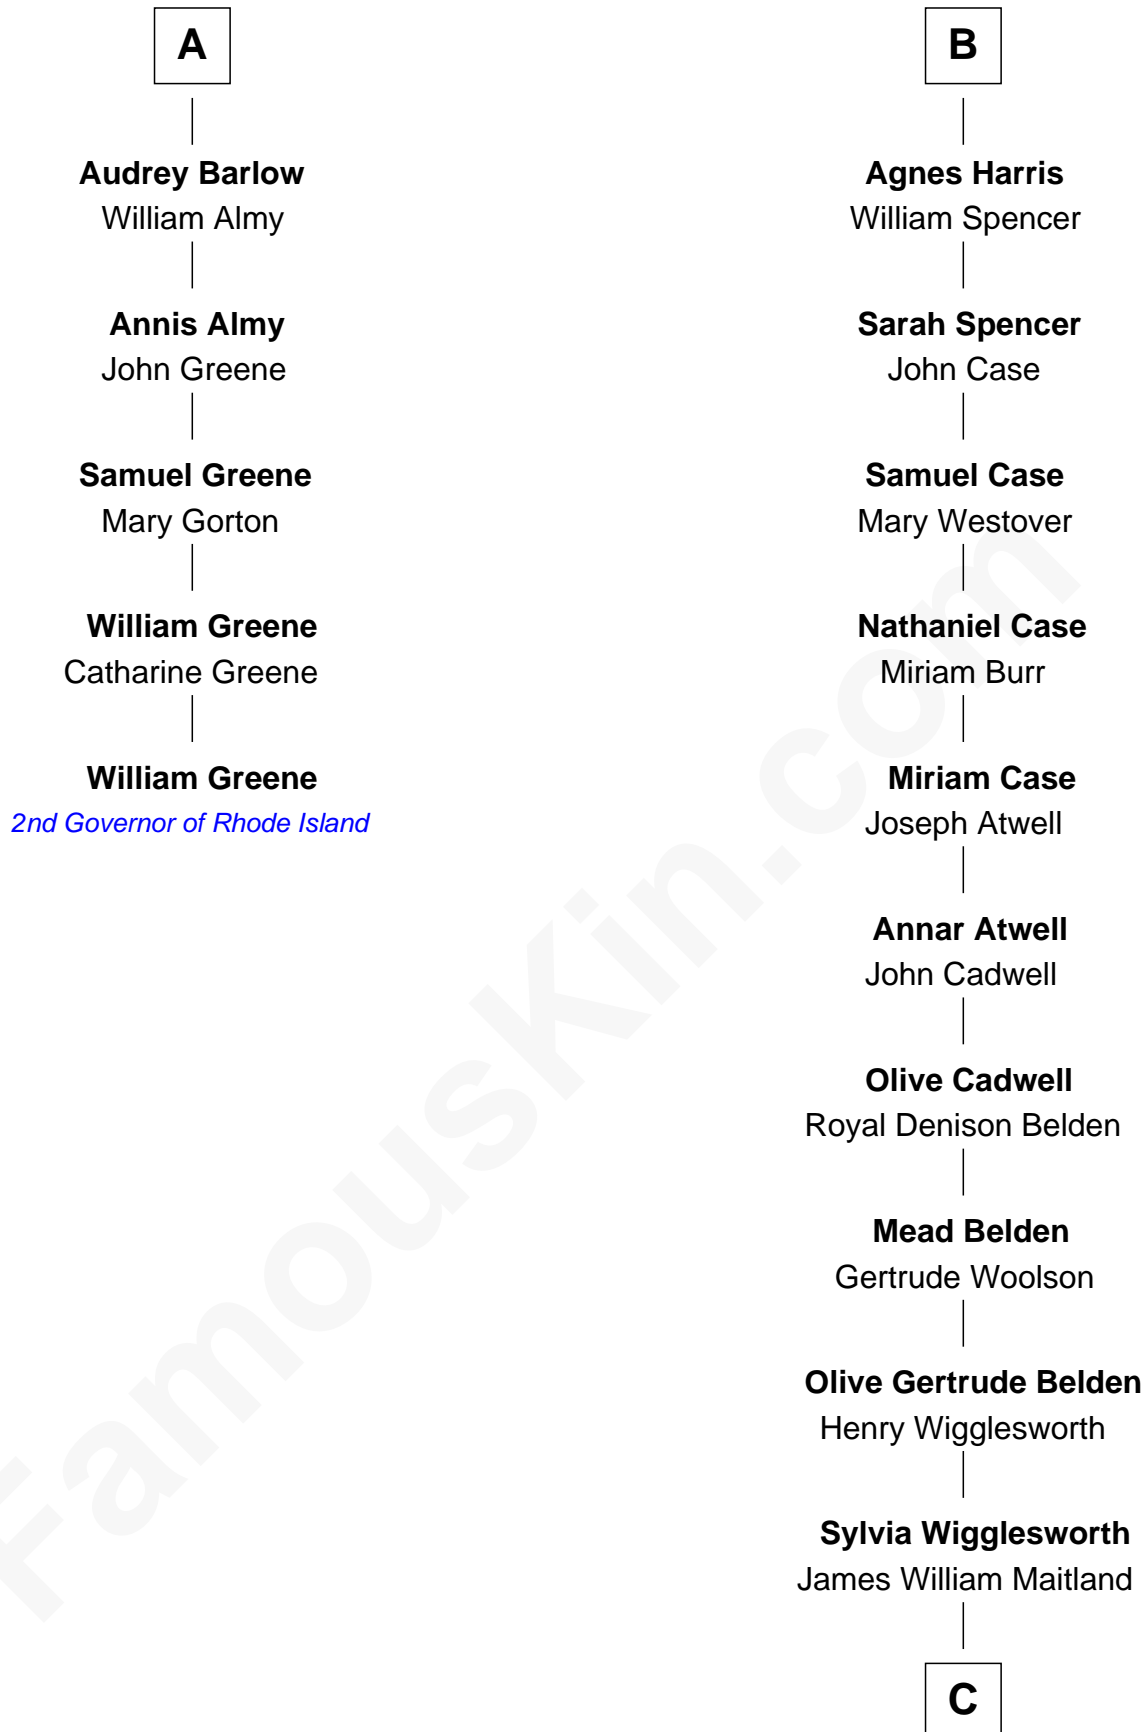 A
Audrey Barlow
William Almy
Annis Almy
John Greene
Samuel Greene
Mary Gorton
William Greene
Catharine Greene
William Greene
2nd Governor of Rhode Island
B
Agnes Harris
William Spencer
Sarah Spencer
John Case
Samuel Case
Mary Westover
Nathaniel Case
Miriam Burr
Miriam Case
Joseph Atwell
Annar Atwell
John Cadwell
Olive Cadwell
Royal Denison Belden
Mead Belden
Gertrude Woolson
Olive Gertrude Belden
Henry Wigglesworth
Sylvia Wigglesworth
James William Maitland
C
FamousKin.com